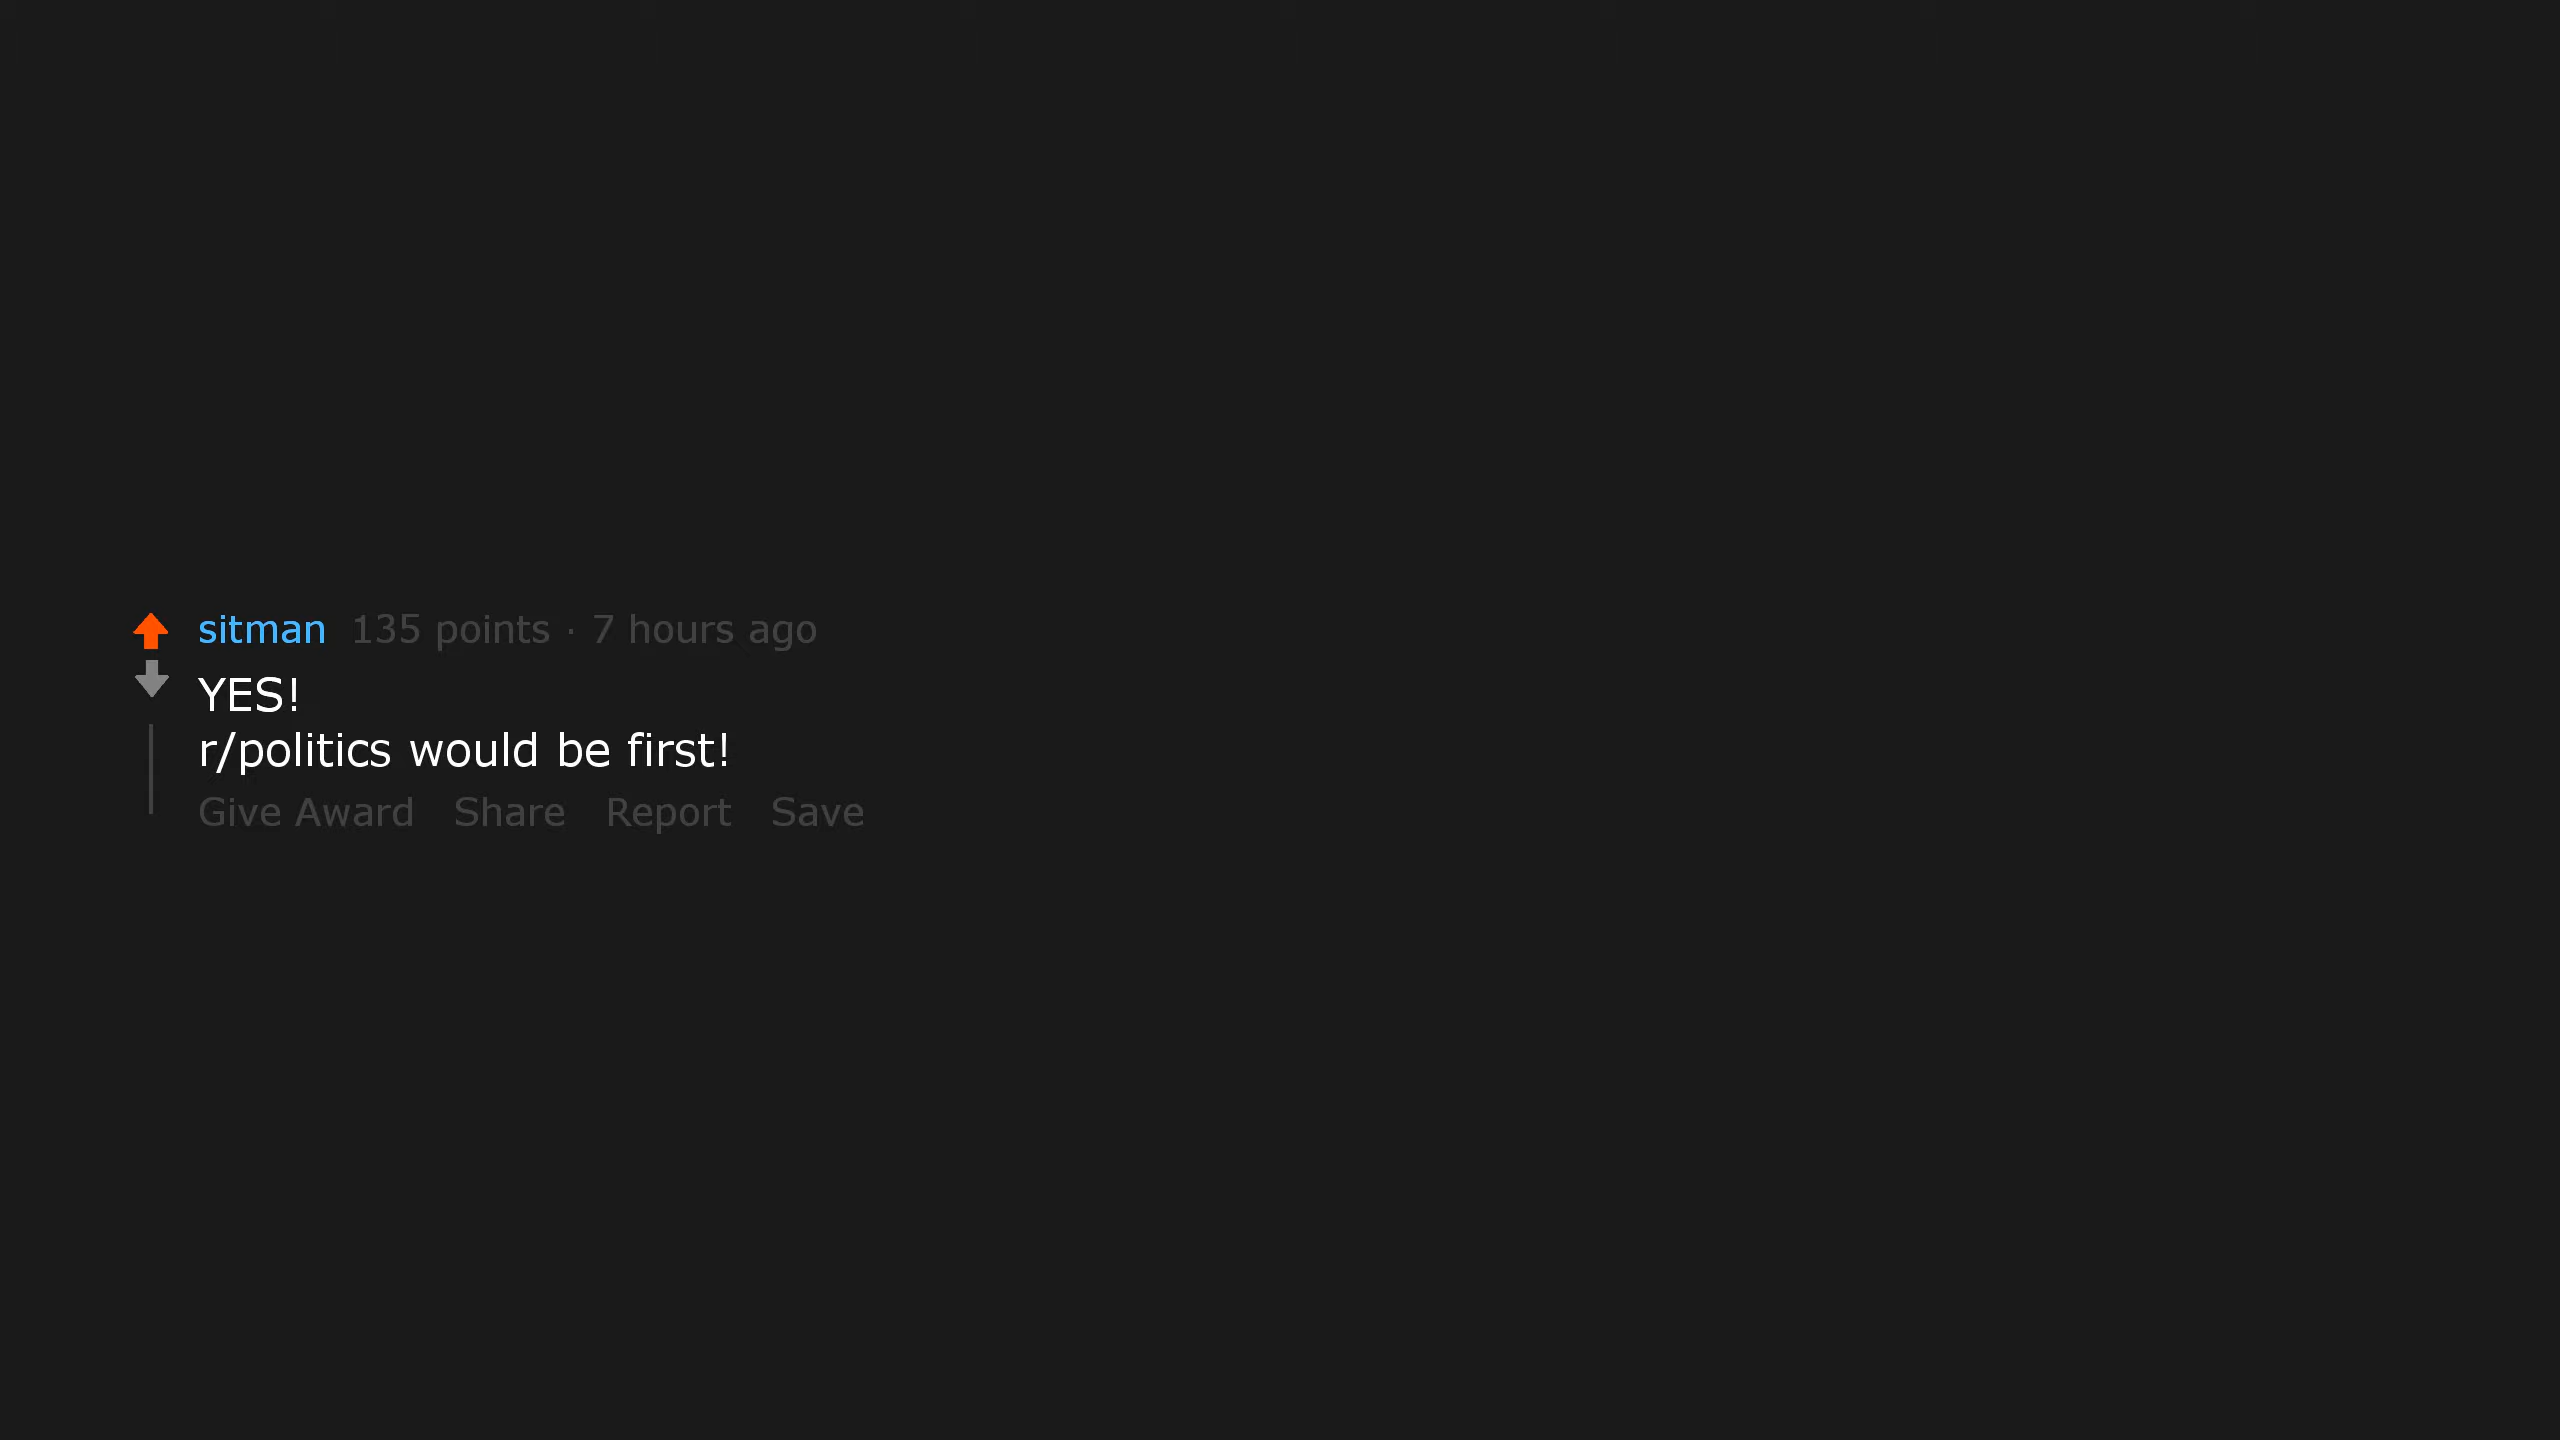 sitman 135 points · 7 hours ago
YES!
r/politics would be first!
Give Award Share Report Save